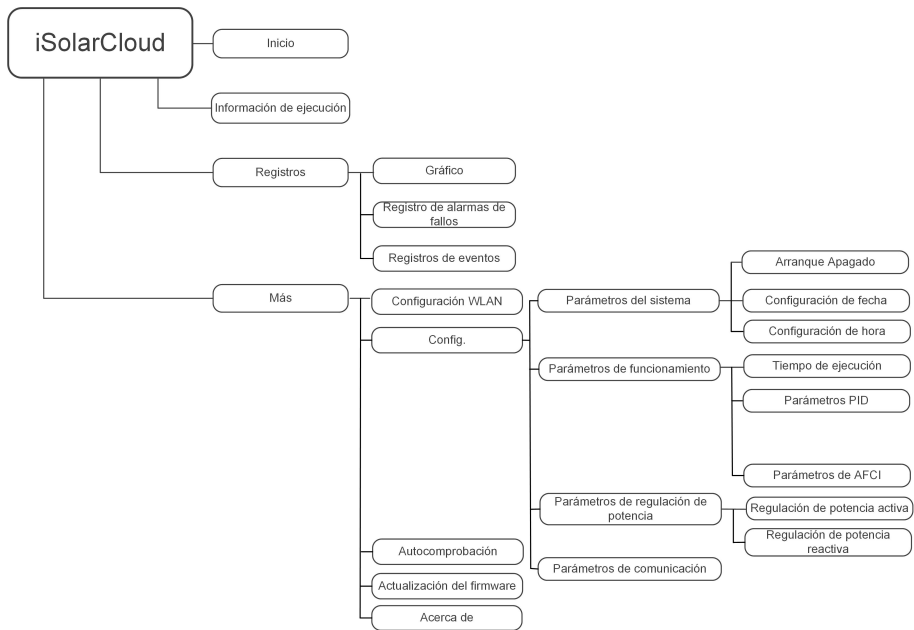 iSolarCloud
Inicio
Información de ejecución
Registros
Gráfico
Registro de alarmas de
fallos
Registros de eventos
Más
Configuración WLAN
Config.
Parámetros del sistema
Arranque Apagado
Configuración de fecha
Configuración de hora
Parámetros de funcionamiento
Tiempo de ejecución
Parámetros PID
Parámetros de AFCI
Parámetros de regulación de
potencia
Regulación de potencia activa
Regulación de potencia
reactiva
Parámetros de comunicación
Autocomprobación
Actualización del firmware
Acerca de